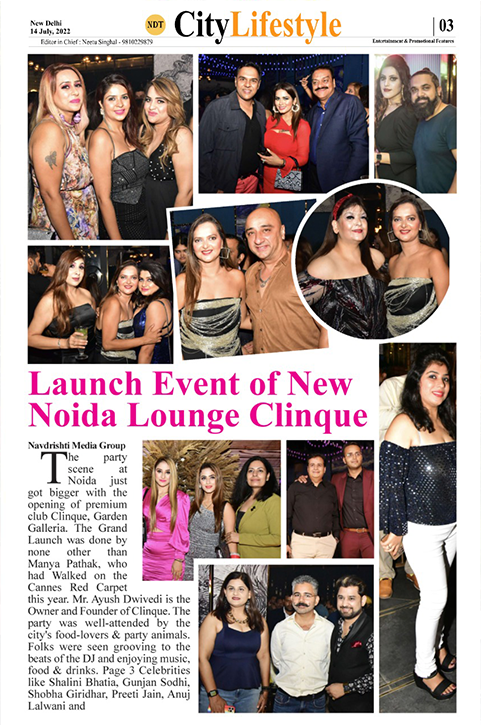 New Delhi
14 July, 2022
NDT
CityLifestyle
03
Editor in Chief : Neetu Singhal - 9810229879
Entertainment & Promotional Features
Launch Event of New
Noida Lounge Clinque
Navdrishti Media Group
The party
scene at
Noida just
got bigger with the
opening of premium
club Clinque, Garden
Galleria. The Grand
Launch was done by
none other than
Manya Pathak, who
had Walked on the
Cannes Red Carpet
this year. Mr. Ayush Dwivedi is the
Owner and Founder of Clinque. The
party was well-attended by the
city's food-lovers & party animals.
Folks were seen grooving to the
beats of the DJ and enjoying music,
food & drinks. Page 3 Celebrities
like Shalini Bhatia, Gunjan Sodhi,
Shobha Giridhar, Preeti Jain, Anuj
Lalwani and